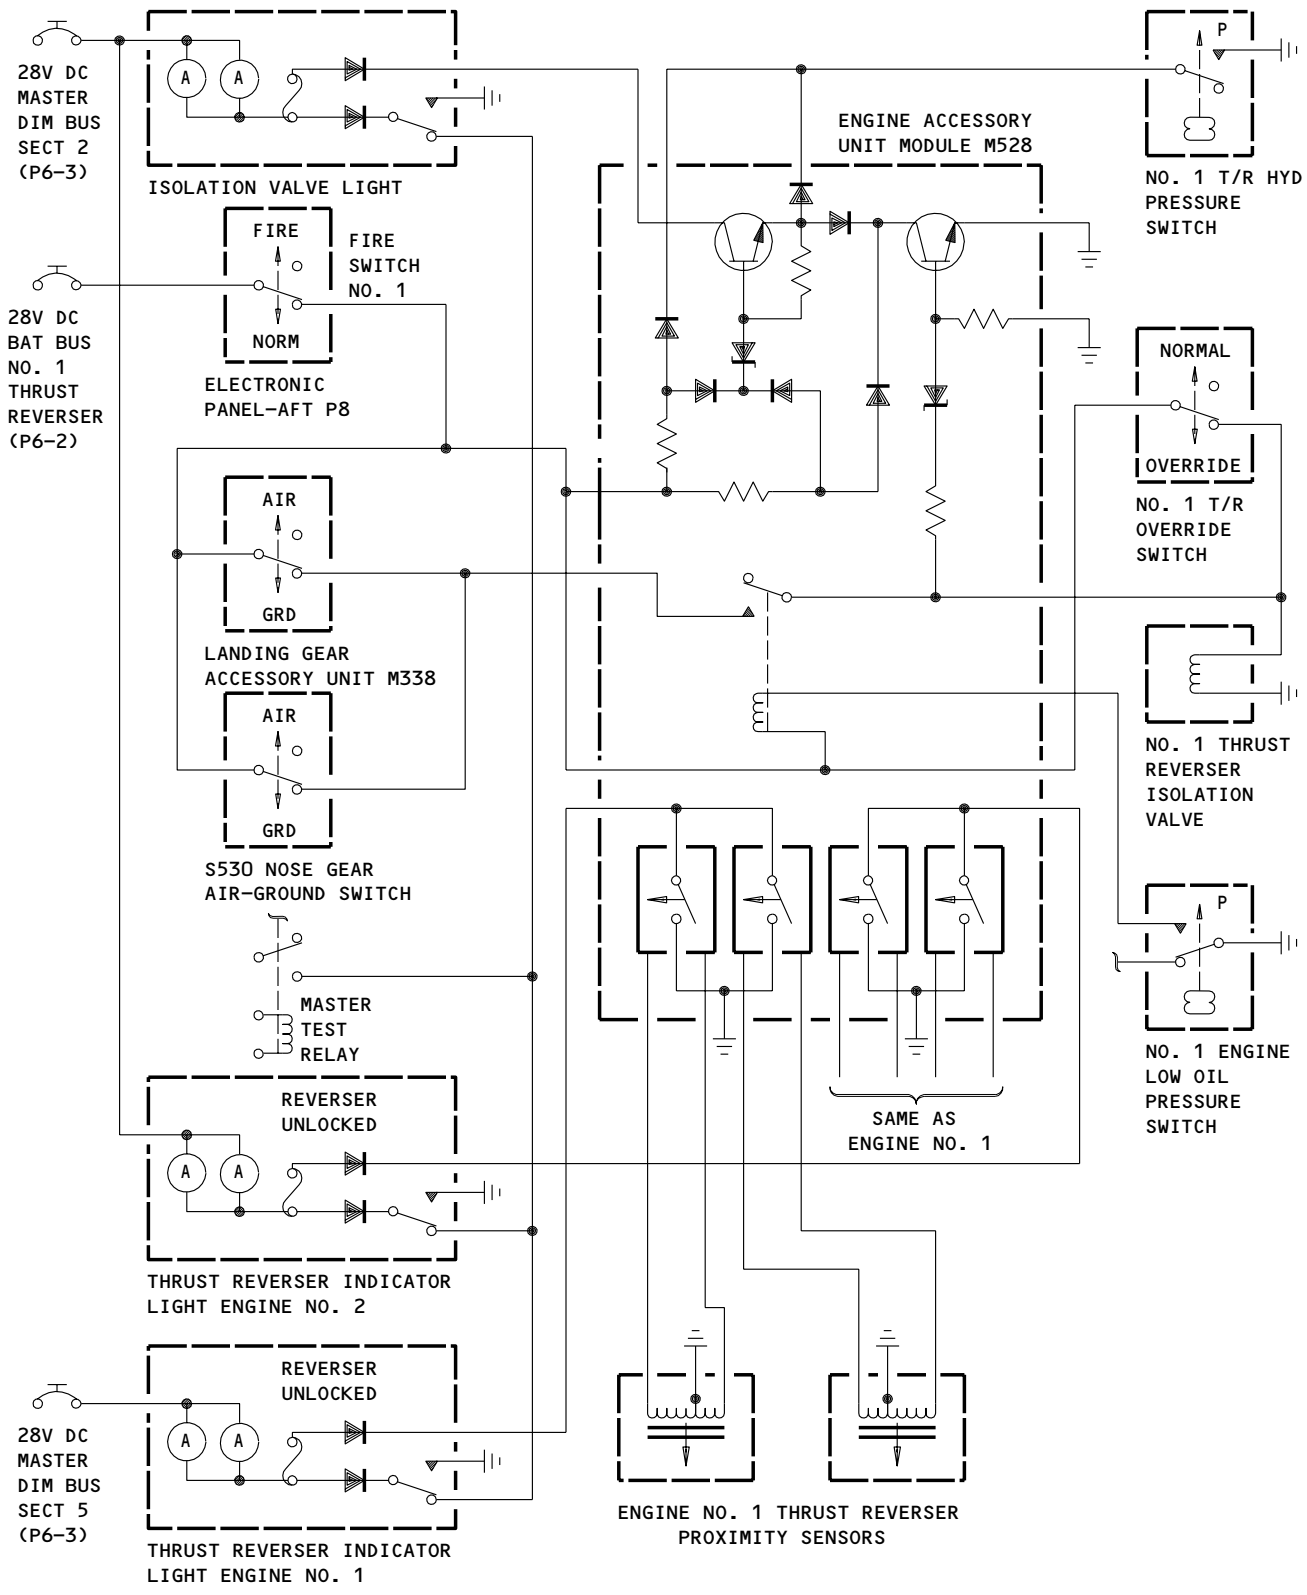 28V DC
MASTER
DIM BUS
SECT 2
(P6-3)
A
A
ISOLATION VALVE LIGHT
ENGINE ACCESSORY
UNIT MODULE M528
P
NO. 1 T/R HYD
PRESSURE
SWITCH
28V DC
BAT BUS
NO. 1
THRUST
REVERSER
(P6-2)
FIRE
NORM
FIRE
SWITCH
NO. 1
ELECTRONIC
PANEL-AFT P8
NORMAL
OVERRIDE
NO. 1 T/R
OVERRIDE
SWITCH
AIR
GRD
LANDING GEAR
ACCESSORY UNIT M338
AIR
GRD
S530 NOSE GEAR
AIR-GROUND SWITCH
NO. 1 THRUST
REVERSER
ISOLATION
VALVE
P
NO. 1 ENGINE
LOW OIL
PRESSURE
SWITCH
MASTER
TEST
RELAY
SAME AS
ENGINE NO. 1
REVERSER
UNLOCKED
A
A
THRUST REVERSER INDICATOR
LIGHT ENGINE NO. 2
28V DC
MASTER
DIM BUS
SECT 5
(P6-3)
REVERSER
UNLOCKED
A
A
THRUST REVERSER INDICATOR
LIGHT ENGINE NO. 1
ENGINE NO. 1 THRUST REVERSER
PROXIMITY SENSORS